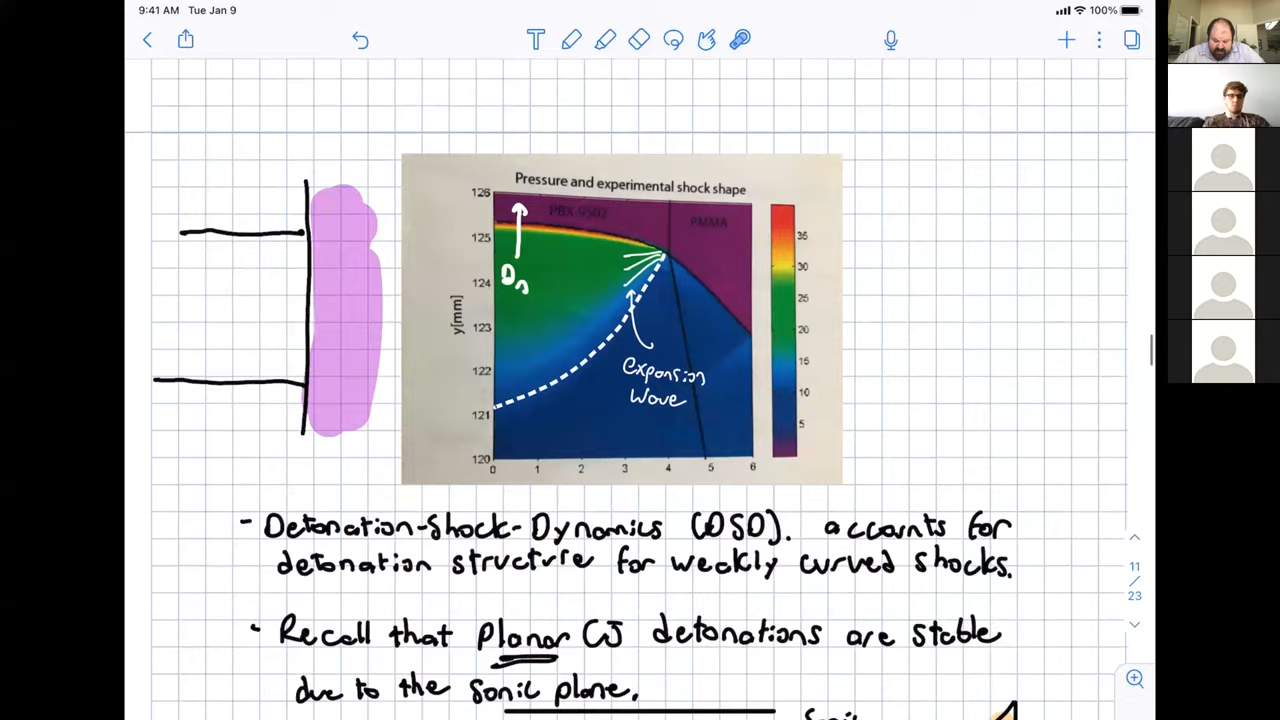 9:41 AM Tue Jan 9
100%
Pressure and experimental shock shape
126
125
124
123
122
121
120
y[mm]
0 1 2 3 4 5 6
PBX-9502
PMMA
Dn
expansion
wave
35
30
25
20
15
10
5
- Detonation-Shock-Dynamics (DSD). accounts for
detonation structure for weakly curved shocks.
• Recall that planar CJ detonations are stable
due to the sonic plane.
Sonic
11
/
23